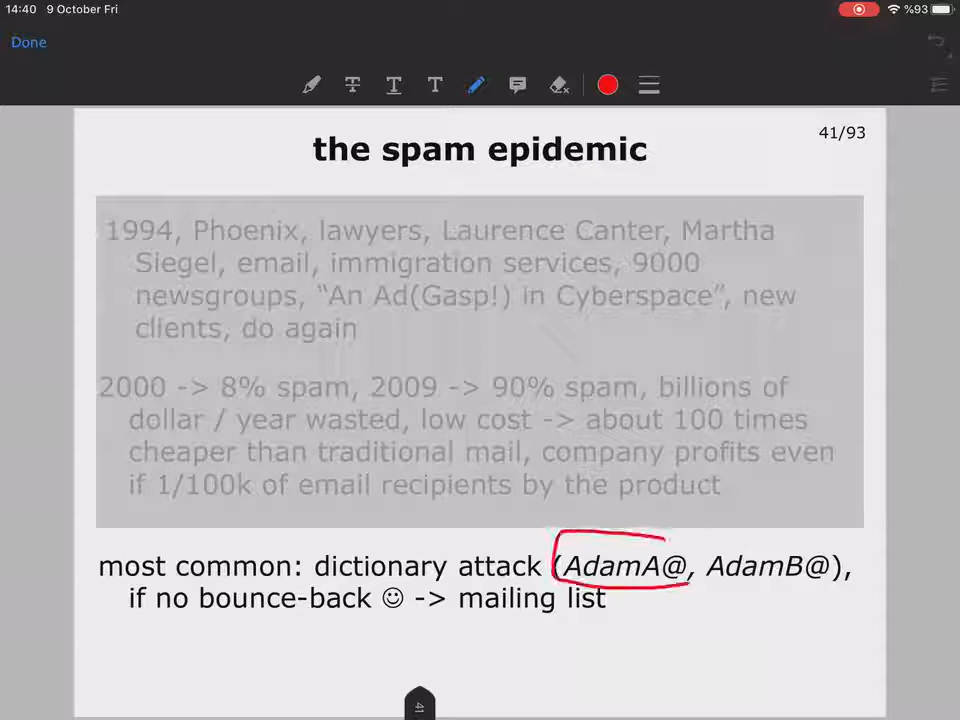 14:40 9 October Fri %93
Done
41/93
the spam epidemic
1994, Phoenix, lawyers, Laurence Canter, Martha
Siegel, email, immigration services, 9000
newsgroups, “An Ad(Gasp!) in Cyberspace”, new
clients, do again
2000 -> 8% spam, 2009 -> 90% spam, billions of
dollar / year wasted, low cost -> about 100 times
cheaper than traditional mail, company profits even
if 1/100k of email recipients by the product
most common: dictionary attack (AdamA@, AdamB@),
if no bounce-back ☺ -> mailing list
41